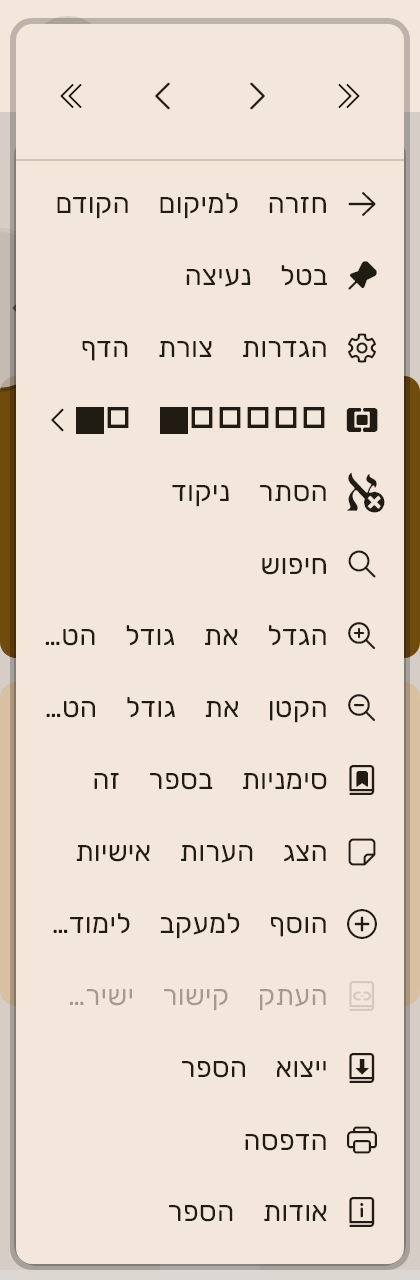 חזרה למיקום הקודם
בטל נעיצה
הגדרות צורת הדף
הסתר ניקוד
חיפוש
הגדל את גודל הט...
הקטן את גודל הט...
סימניות בספר זה
הצג הערות אישיות
הוסף למעקב לימוד...
העתק קישור ישיר...
ייצוא הספר
הדפסה
אודות הספר